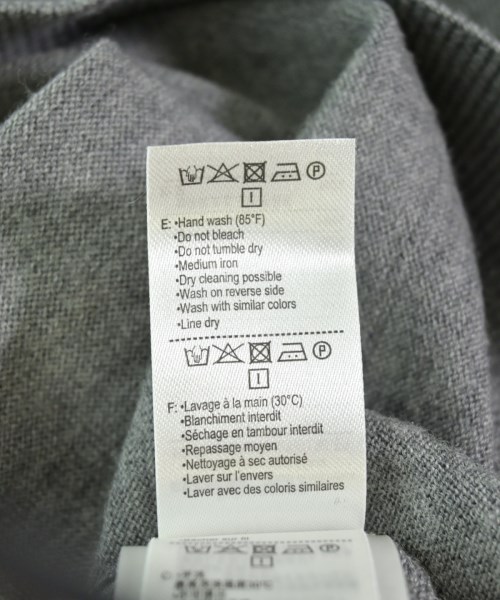 P
E: •Hand wash (85°F)
•Do not bleach
•Do not tumble dry
•Medium iron
•Dry cleaning possible
•Wash on reverse side
•Wash with similar colors
•Line dry
P
F: •Lavage à la main (30°C)
•Blanchiment interdit
•Séchage en tambour interdit
•Repassage moyen
•Nettoyage à sec autorisé
•Laver sur l'envers
•Laver avec des coloris similaires